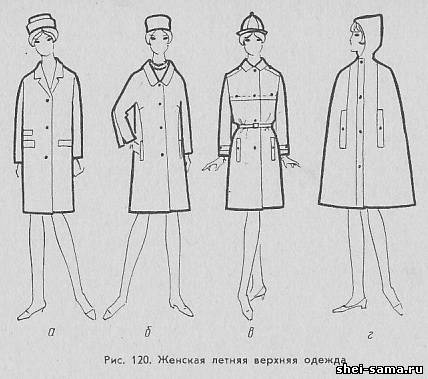 а б в г
Рис. 120. Женская летняя верхняя одежда
shei-sama.ru